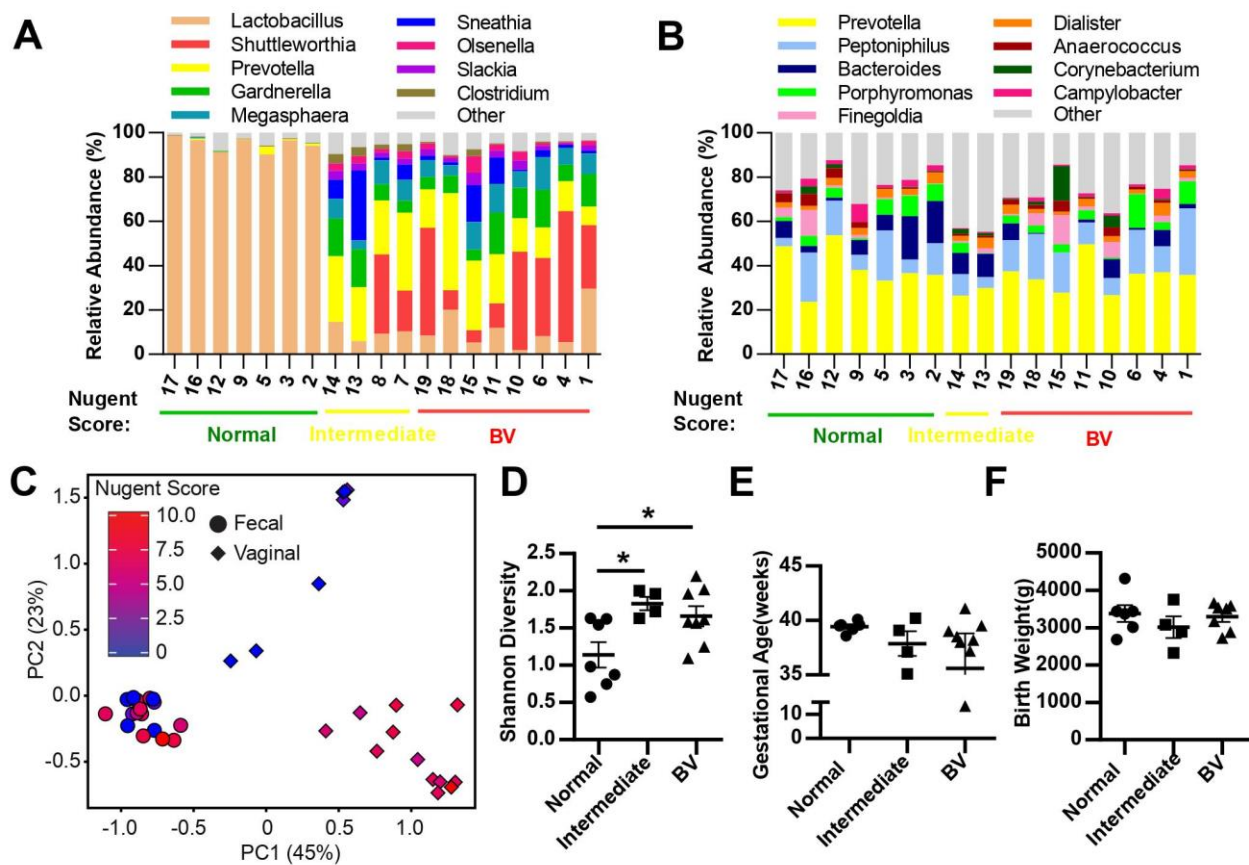 A
Lactobacillus
Shuttleworthia
Prevotella
Gardnerella
Megasphaera
Sneathia
Olsenella
Slackia
Clostridium
Other
Relative Abundance (%)
100
80
60
40
20
0
17 16 12 9 5 3 2 14 13 8 7 19 18 15 11 10 6 4 1
Nugent
Score:
Normal Intermediate BV
B
Prevotella
Peptoniphilus
Bacteroides
Porphyromonas
Finegoldia
Dialister
Anaerococcus
Corynebacterium
Campylobacter
Other
Relative Abundance (%)
100
80
60
40
20
0
17 16 12 9 5 3 2 14 13 19 18 15 11 10 6 4 1
Nugent
Score:
Normal Intermediate BV
C
Nugent Score
10.0
7.5
5.0
2.5
0
Fecal
Vaginal
PC2 (23%)
1.5
1.0
0.5
0.0
-0.5
-1.0 -0.5 0 0.5 1.0
PC1 (45%)
D
* 
*
Shannon Diversity
2.5
2.0
1.5
1.0
0.5
0.0
Normal
Intermediate
BV
E
Gestational Age(weeks)
45
40
35
10
0
Normal
Intermediate
BV
F
Birth Weight(g)
5000
4000
3000
2000
1000
0
Normal
Intermediate
BV